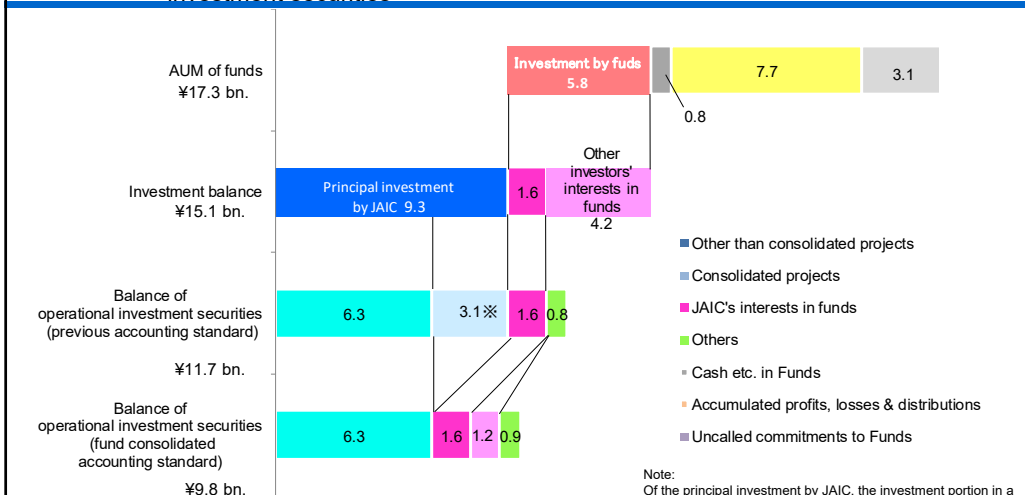 AUM of funds
¥17.3 bn.
Investment by fuds
5.8
7.7
3.1
0.8
Investment balance
¥15.1 bn.
Principal investment
by JAIC 9.3
1.6
Other
investors'
interests in
funds
4.2
Other than consolidated projects
Consolidated projects
JAIC's interests in funds
Others
Cash etc. in Funds
Accumulated profits, losses & distributions
Uncalled commitments to Funds
Balance of
operational investment securities
(previous accounting standard)
¥11.7 bn.
6.3
3.1※
1.6
0.8
Balance of
operational investment securities
(fund consolidated
accounting standard)
¥9.8 bn.
6.3
1.6
1.2
0.9
Note:
Of the principal investment by JAIC, the investment portion in a